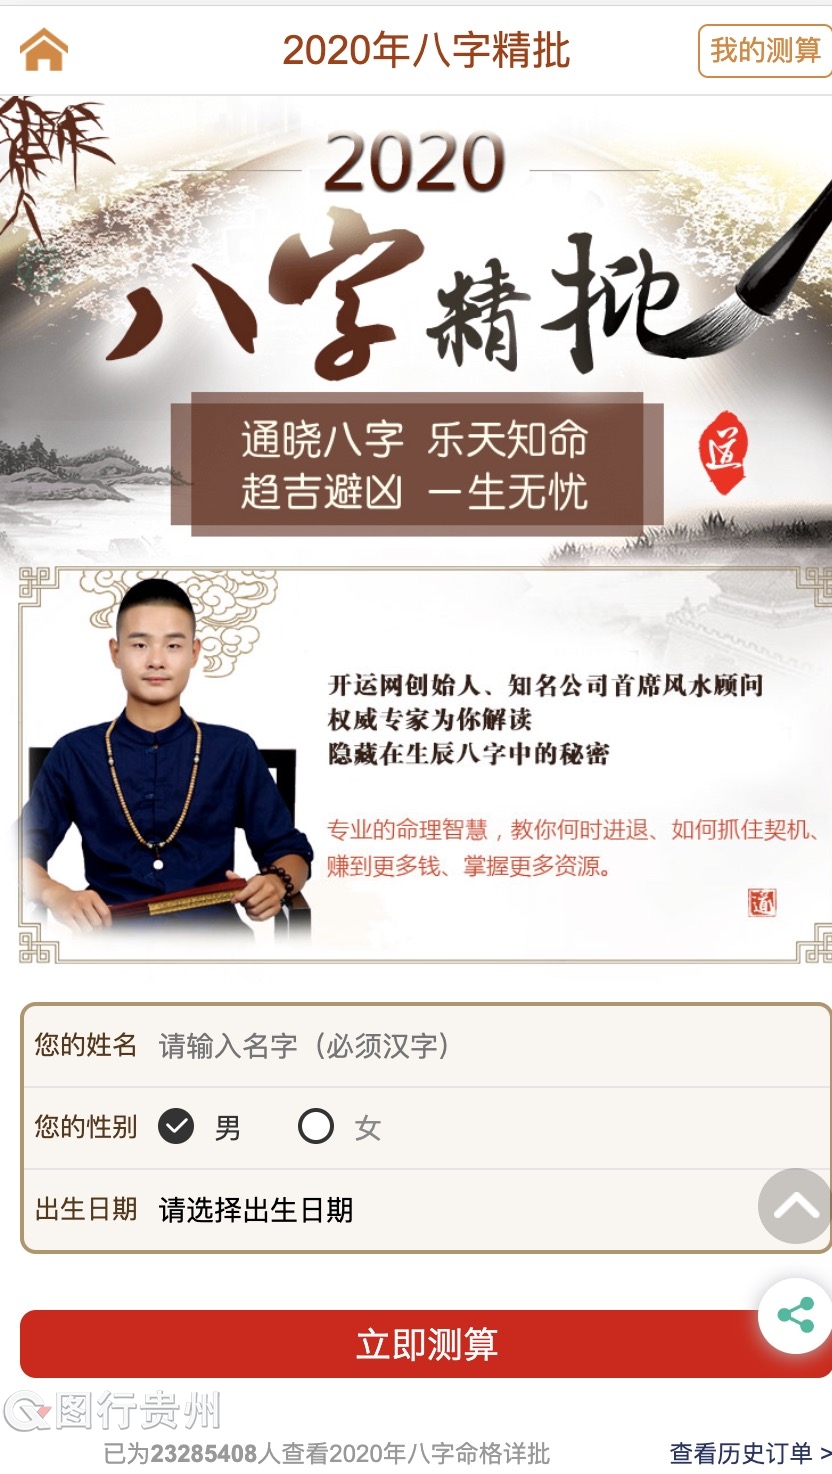 2020年八字精批
我的测算
2020
八字精批
通晓八字 乐天知命
趋吉避凶 一生无忧
道
开运网创始人、知名公司首席风水顾问
权威专家为你解读
隐藏在生辰八字中的秘密
专业的命理智慧，教你何时进退、如何抓住契机、
赚到更多钱、掌握更多资源。
道
您的姓名 请输入名字（必须汉字）
您的性别 男 女
出生日期 请选择出生日期
立即测算
图行贵州
已为23285408人查看2020年八字命格详批
查看历史订单 >